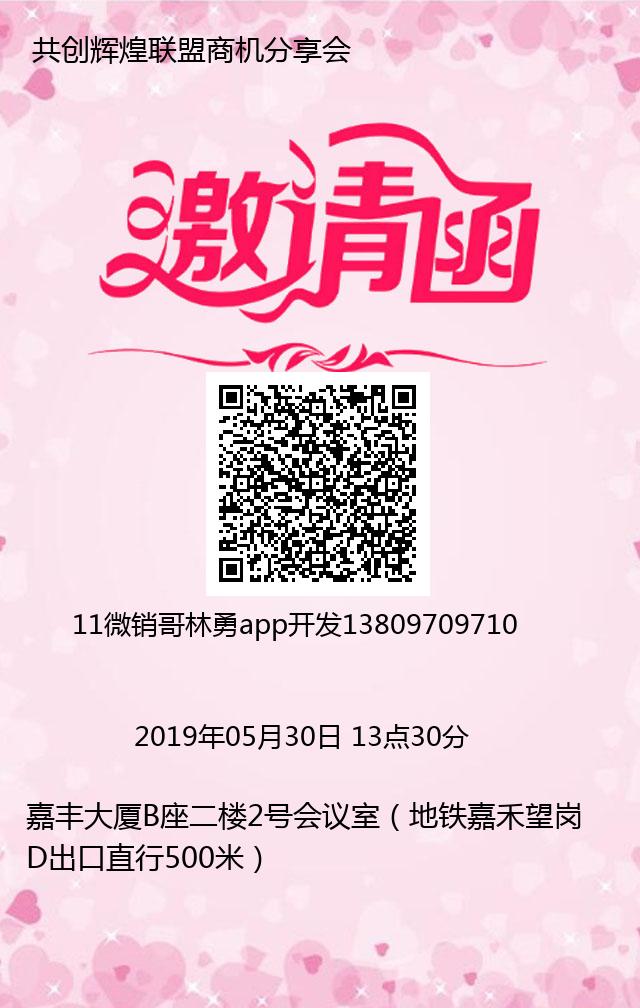 共创辉煌联盟商机分享会
邀请函
11微销哥林勇app开发13809709710
2019年05月30日 13点30分
嘉丰大厦B座二楼2号会议室（地铁嘉禾望岗
D出口直行500米）